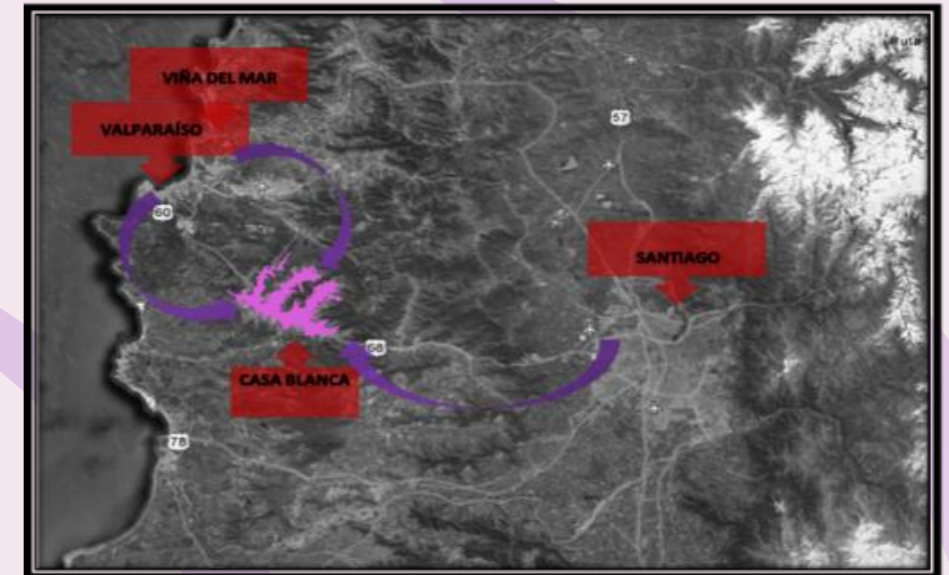 57
VIÑA DEL MAR
VALPARAÍSO
60
SANTIAGO
68
CASA BLANCA
78